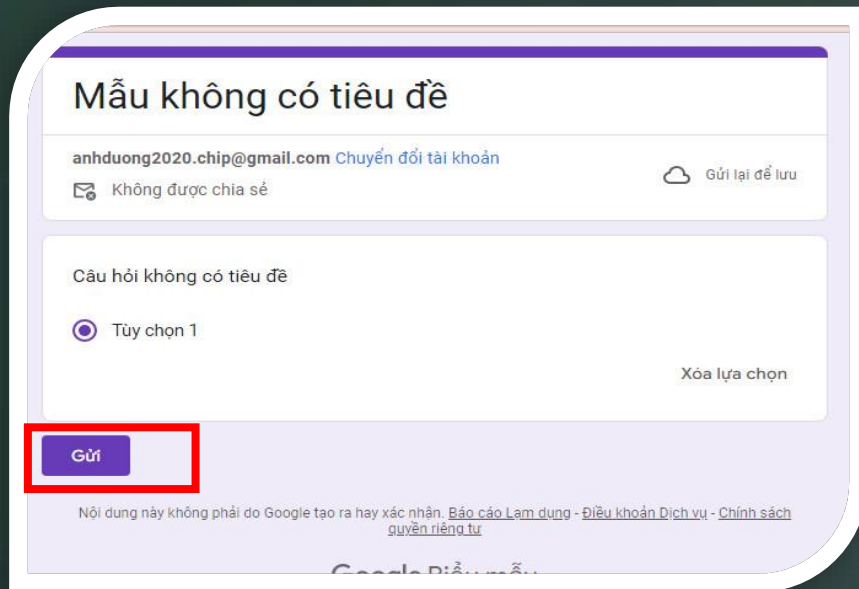 Mẫu không có tiêu đề
anhduong2020.chip@gmail.com Chuyển đổi tài khoản
Không được chia sẻ
Gửi lại để lưu
Câu hỏi không có tiêu đề
Tùy chọn 1
Xóa lựa chọn
Gửi
Nội dung này không phải do Google tạo ra hay xác nhận. Báo cáo Lạm dụng - Điều khoản Dịch vụ - Chính sách
quyền riêng tư
Google Biểu mẫu